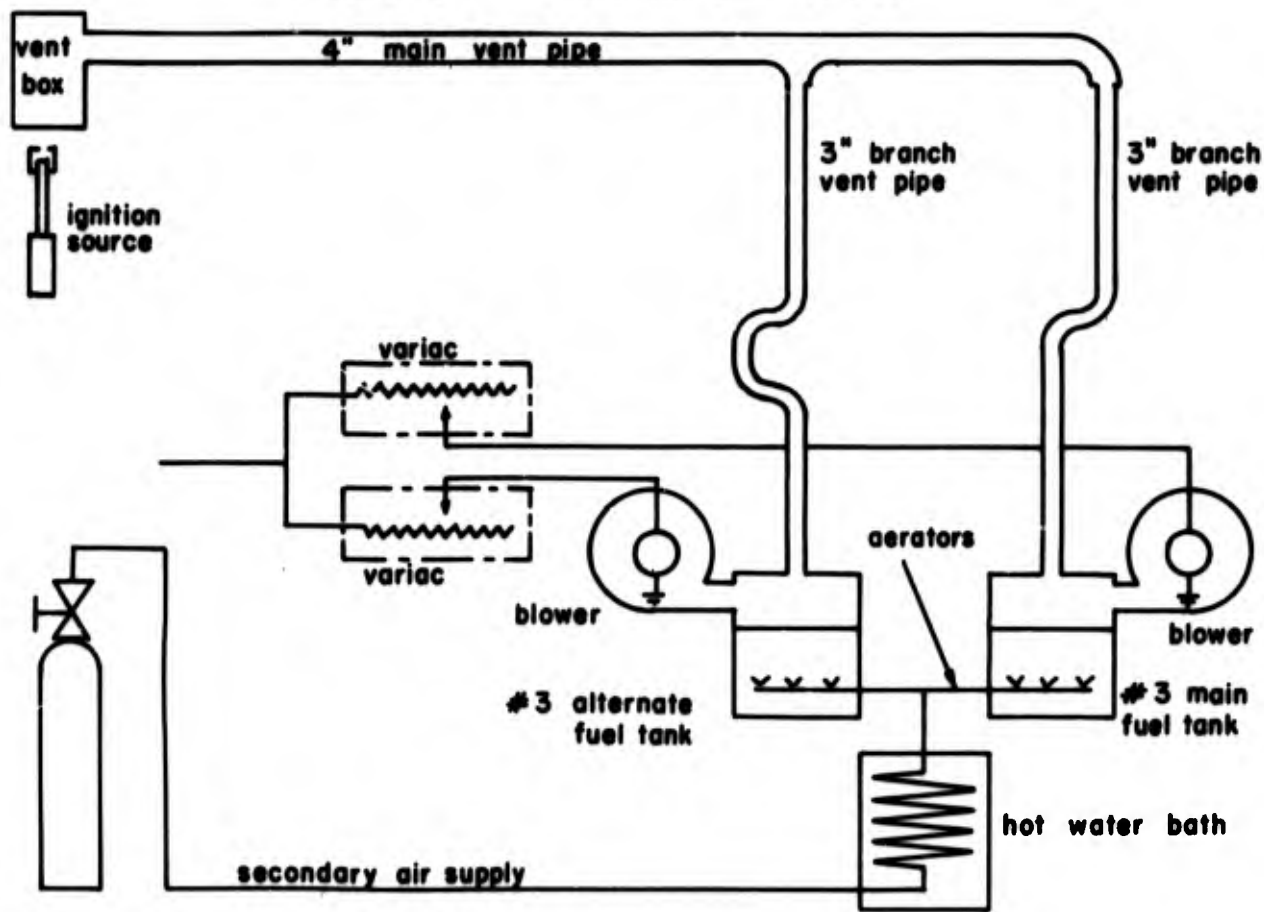 vent
box
4" main vent pipe
3" branch
vent pipe
3" branch
vent pipe
ignition
source
variac
variac
aerators
blower
blower
#3 alternate
fuel tank
#3 main
fuel tank
hot water bath
secondary air supply